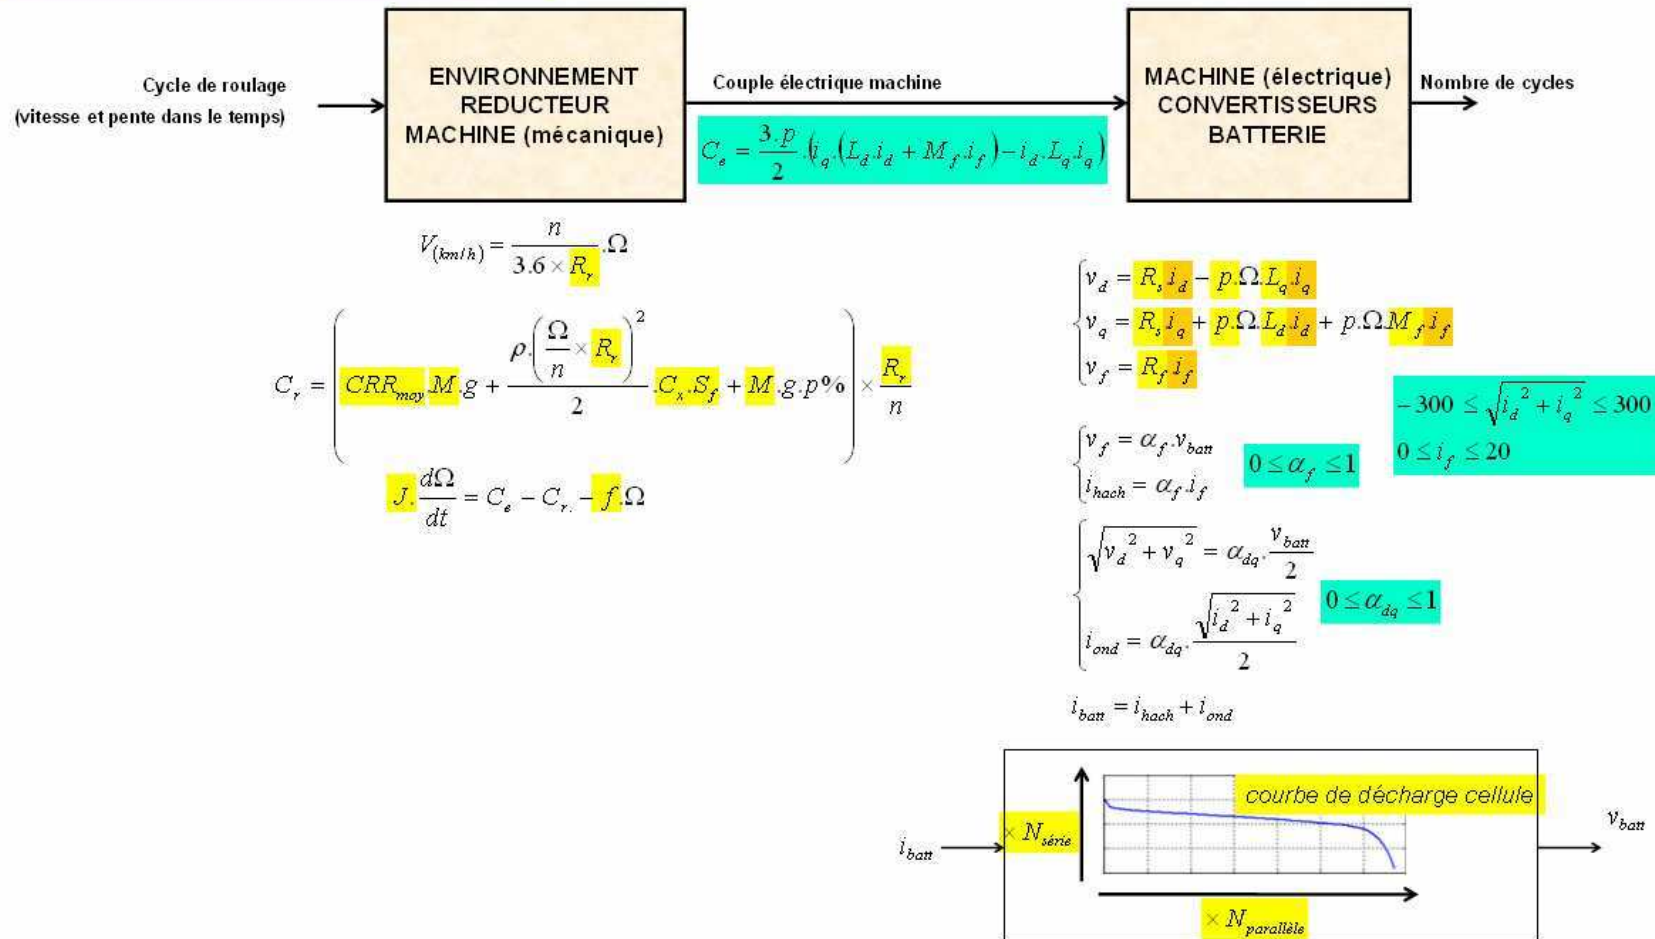 Cycle de roulage
(vitesse et pente dans le temps)
ENVIRONNEMENT
REDUCTEUR
MACHINE (mécanique)
Couple électrique machine
C_e = 3.p/2 .(i_q.(L_d.i_d + M_f.i_f) - i_d.L_q.i_q)
MACHINE (électrique)
CONVERTISSEURS
BATTERIE
Nombre de cycles
V_(km/h) = n/(3.6 × R_r) .Ω
C_r = (CRR_moy.M.g + ρ.(Ω/n × R_r)²/2 .C_x.S_f + M.g.p%) × R_r/n
J. dΩ/dt = C_e - C_r. - f.Ω
v_d = R_s.i_d - p.Ω.L_q.i_q
v_q = R_s.i_q + p.Ω.L_d.i_d + p.Ω.M_f.i_f
v_f = R_f.i_f
-300 ≤ √(i_d² + i_q²) ≤ 300
0 ≤ i_f ≤ 20
v_f = α_f.v_batt
i_hach = α_f.i_f
0 ≤ α_f ≤ 1
√(v_d² + v_q²) = α_dq. v_batt/2
i_ond = α_dq. √(i_d² + i_q²)/2
0 ≤ α_dq ≤ 1
i_batt = i_hach + i_ond
courbe de décharge cellule
× N_série
i_batt
v_batt
× N_parallèle